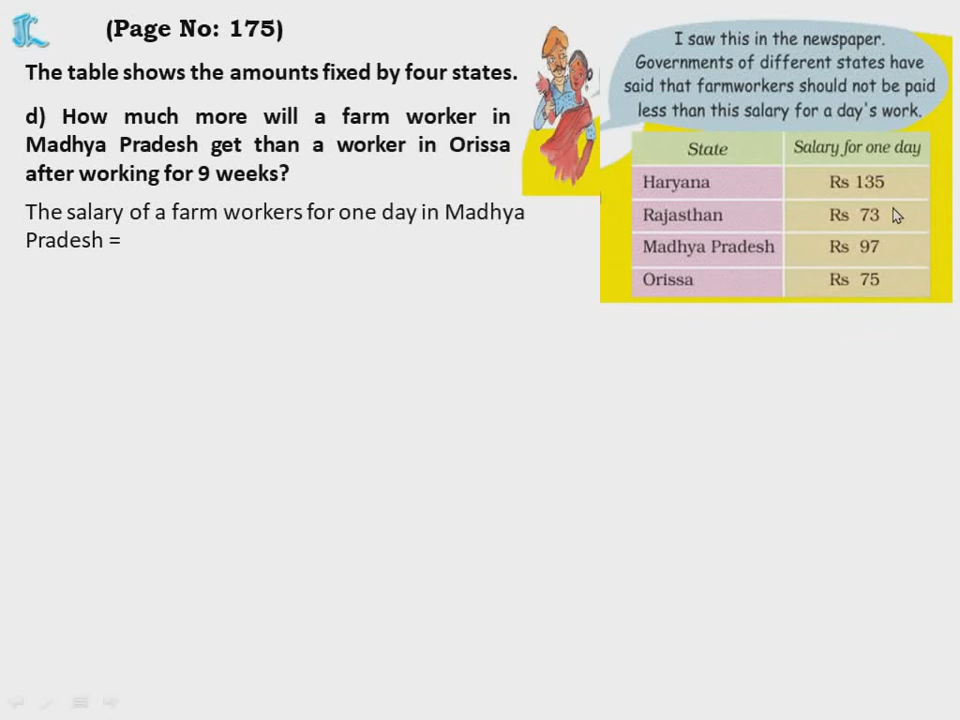 (Page No: 175)
The table shows the amounts fixed by four states.
d) How much more will a farm worker in
Madhya Pradesh get than a worker in Orissa
after working for 9 weeks?
The salary of a farm workers for one day in Madhya
Pradesh =
I saw this in the newspaper.
Governments of different states have
said that farmworkers should not be paid
less than this salary for a day's work.
State Salary for one day
Haryana Rs 135
Rajasthan Rs 73
Madhya Pradesh Rs 97
Orissa Rs 75